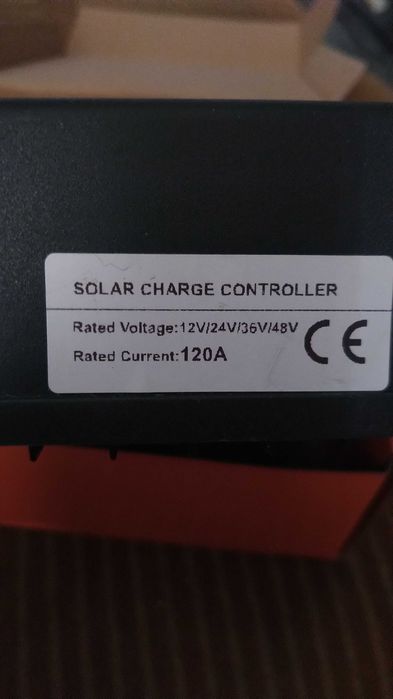 SOLAR CHARGE CONTROLLER
Rated Voltage:12V/24V/36V/48V
Rated Current:120A
CE